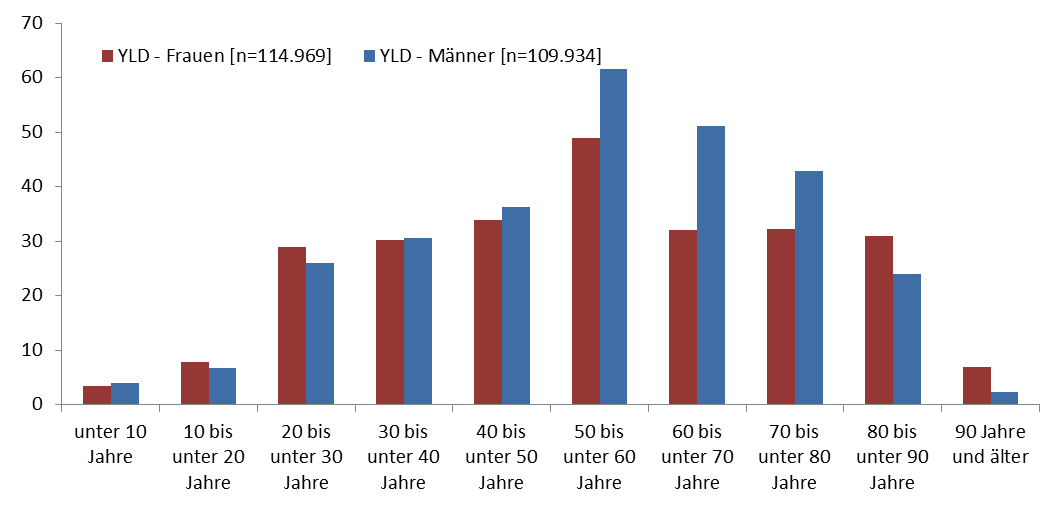 70
YLD - Frauen [n=114.969] YLD - Männer [n=109.934]
60
50
40
30
20
10
0
unter 10
Jahre
10 bis
unter 20
Jahre
20 bis
unter 30
Jahre
30 bis
unter 40
Jahre
40 bis
unter 50
Jahre
50 bis
unter 60
Jahre
60 bis
unter 70
Jahre
70 bis
unter 80
Jahre
80 bis
unter 90
Jahre
90 Jahre
und älter